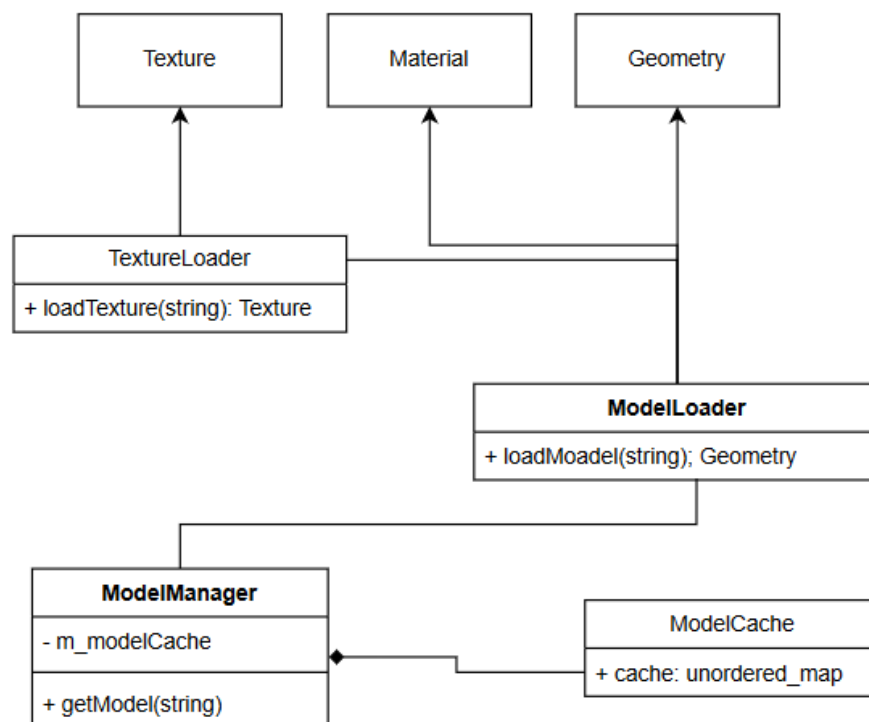 Texture
Material
Geometry
TextureLoader
+ loadTexture(string): Texture
ModelLoader
+ loadMoadel(string); Geometry
ModelManager
- m_modelCache
+ getModel(string)
ModelCache
+ cache: unordered_map